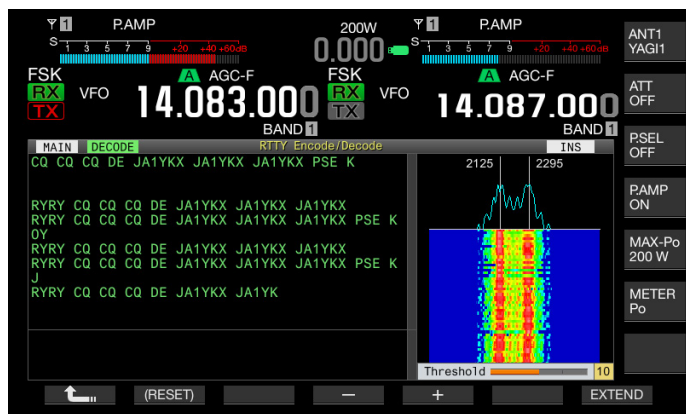 1 P.AMP 200W 1 P.AMP ANT1
YAGI1
S 1 3 5 7 9 +20 +40 +60dB 0.000 S 1 3 5 7 9 +20 +40 +60dB
FSK A AGC-F FSK A AGC-F ATT
OFF
RX VFO 14.083.000 RX VFO 14.087.000
TX TX
BAND 1 BAND 1
P.SEL
OFF
MAIN DECODE RTTY Encode/Decode INS
CQ CQ CQ DE JA1YKX JA1YKX JA1YKX PSE K
2125 2295
P.AMP
ON
RYRY CQ CQ CQ DE JA1YKX JA1YKX JA1YKX
RYRY CQ CQ CQ DE JA1YKX JA1YKX JA1YKX PSE K
OY
RYRY CQ CQ CQ DE JA1YKX JA1YKX JA1YKX
RYRY CQ CQ CQ DE JA1YKX JA1YKX JA1YKX PSE K
J
RYRY CQ CQ CQ DE JA1YKX JA1YK
MAX-Po
200 W
METER
Po
Threshold 10
(RESET) − + EXTEND